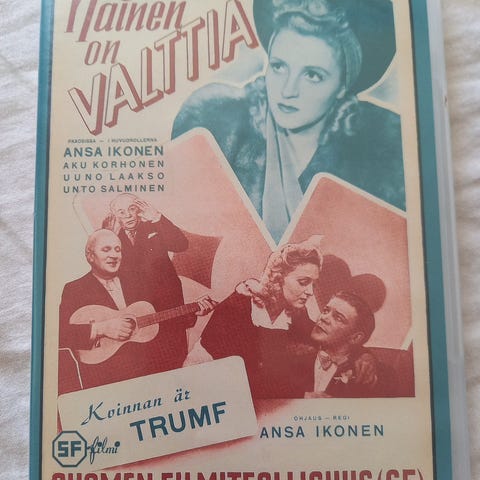 Nainen
on
VALTTIA
PÄÄOSISSA – I HUVUDROLLERNA
ANSA IKONEN
AKU KORHONEN
UUNO LAAKSO
UNTO SALMINEN
Kvinnan är
TRUMF
SF filmi
OHJAUS – REGI
ANSA IKONEN
SUOMEN FILMITEOLLISUUS (SF)